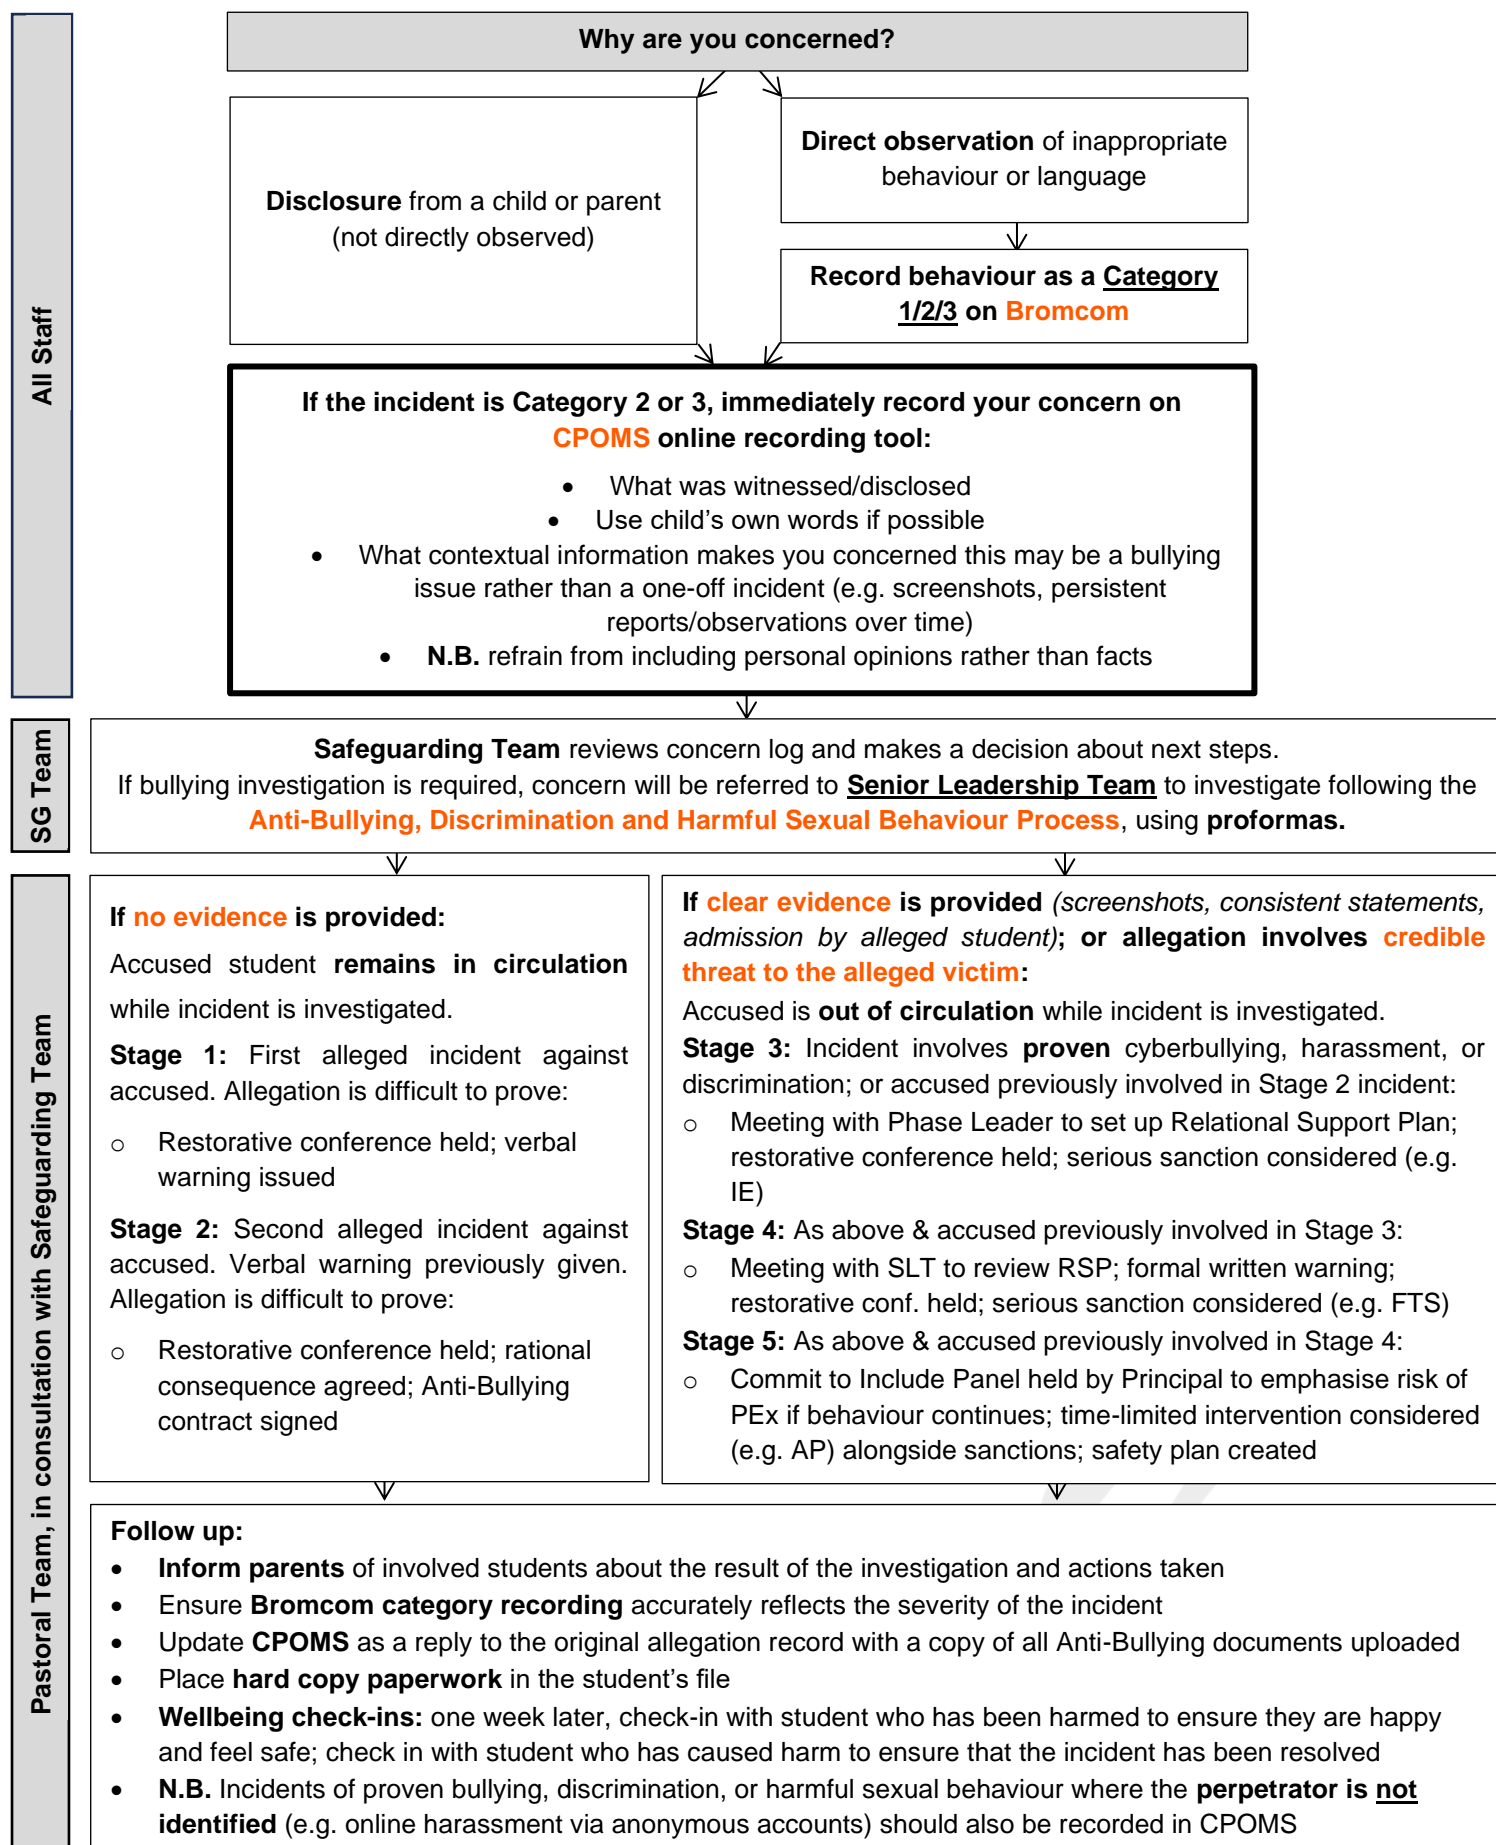 Why are you concerned?
All Staff
Disclosure from a child or parent
(not directly observed)
Direct observation of inappropriate
behaviour or language
Record behaviour as a Category
1/2/3 on Bromcom
If the incident is Category 2 or 3, immediately record your concern on
CPOMS online recording tool:
• What was witnessed/disclosed
• Use child's own words if possible
• What contextual information makes you concerned this may be a bullying
issue rather than a one-off incident (e.g. screenshots, persistent
reports/observations over time)
• N.B. refrain from including personal opinions rather than facts
SG Team
Safeguarding Team reviews concern log and makes a decision about next steps.
If bullying investigation is required, concern will be referred to Senior Leadership Team to investigate following the
Anti-Bullying, Discrimination and Harmful Sexual Behaviour Process, using proformas.
Pastoral Team, in consultation with Safeguarding Team
If no evidence is provided:
Accused student remains in circulation
while incident is investigated.
Stage 1: First alleged incident against
accused. Allegation is difficult to prove:
o Restorative conference held; verbal
warning issued
Stage 2: Second alleged incident against
accused. Verbal warning previously given.
Allegation is difficult to prove:
o Restorative conference held; rational
consequence agreed; Anti-Bullying
contract signed
If clear evidence is provided (screenshots, consistent statements,
admission by alleged student); or allegation involves credible
threat to the alleged victim:
Accused is out of circulation while incident is investigated.
Stage 3: Incident involves proven cyberbullying, harassment, or
discrimination; or accused previously involved in Stage 2 incident:
o Meeting with Phase Leader to set up Relational Support Plan;
restorative conference held; serious sanction considered (e.g.
IE)
Stage 4: As above & accused previously involved in Stage 3:
o Meeting with SLT to review RSP; formal written warning;
restorative conf. held; serious sanction considered (e.g. FTS)
Stage 5: As above & accused previously involved in Stage 4:
o Commit to Include Panel held by Principal to emphasise risk of
PEx if behaviour continues; time-limited intervention considered
(e.g. AP) alongside sanctions; safety plan created
Follow up:
• Inform parents of involved students about the result of the investigation and actions taken
• Ensure Bromcom category recording accurately reflects the severity of the incident
• Update CPOMS as a reply to the original allegation record with a copy of all Anti-Bullying documents uploaded
• Place hard copy paperwork in the student's file
• Wellbeing check-ins: one week later, check-in with student who has been harmed to ensure they are happy
and feel safe; check in with student who has caused harm to ensure that the incident has been resolved
• N.B. Incidents of proven bullying, discrimination, or harmful sexual behaviour where the perpetrator is not
identified (e.g. online harassment via anonymous accounts) should also be recorded in CPOMS